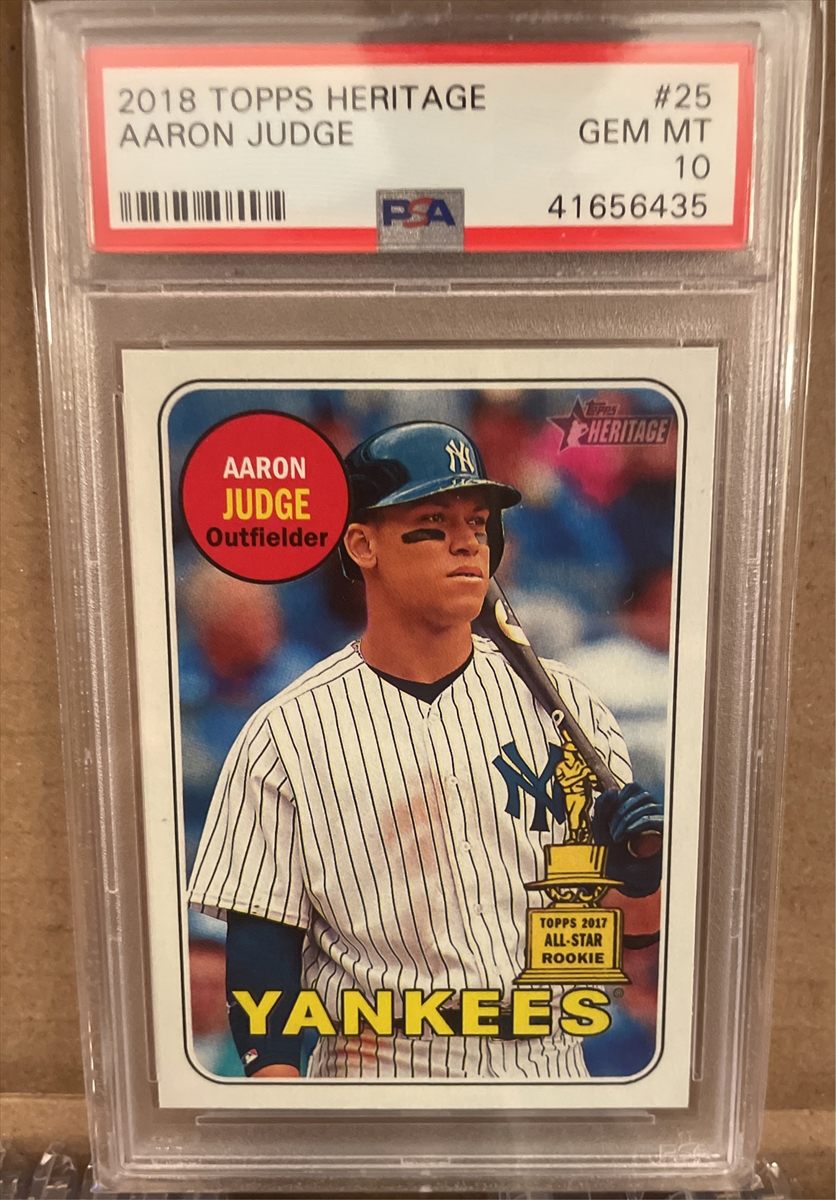 2018 TOPPS HERITAGE #25
AARON JUDGE GEM MT
10
PSA 41656435
Topps
HERITAGE
AARON
JUDGE
Outfielder
NY
NY
TOPPS 2017
ALL-STAR
ROOKIE
YANKEES®